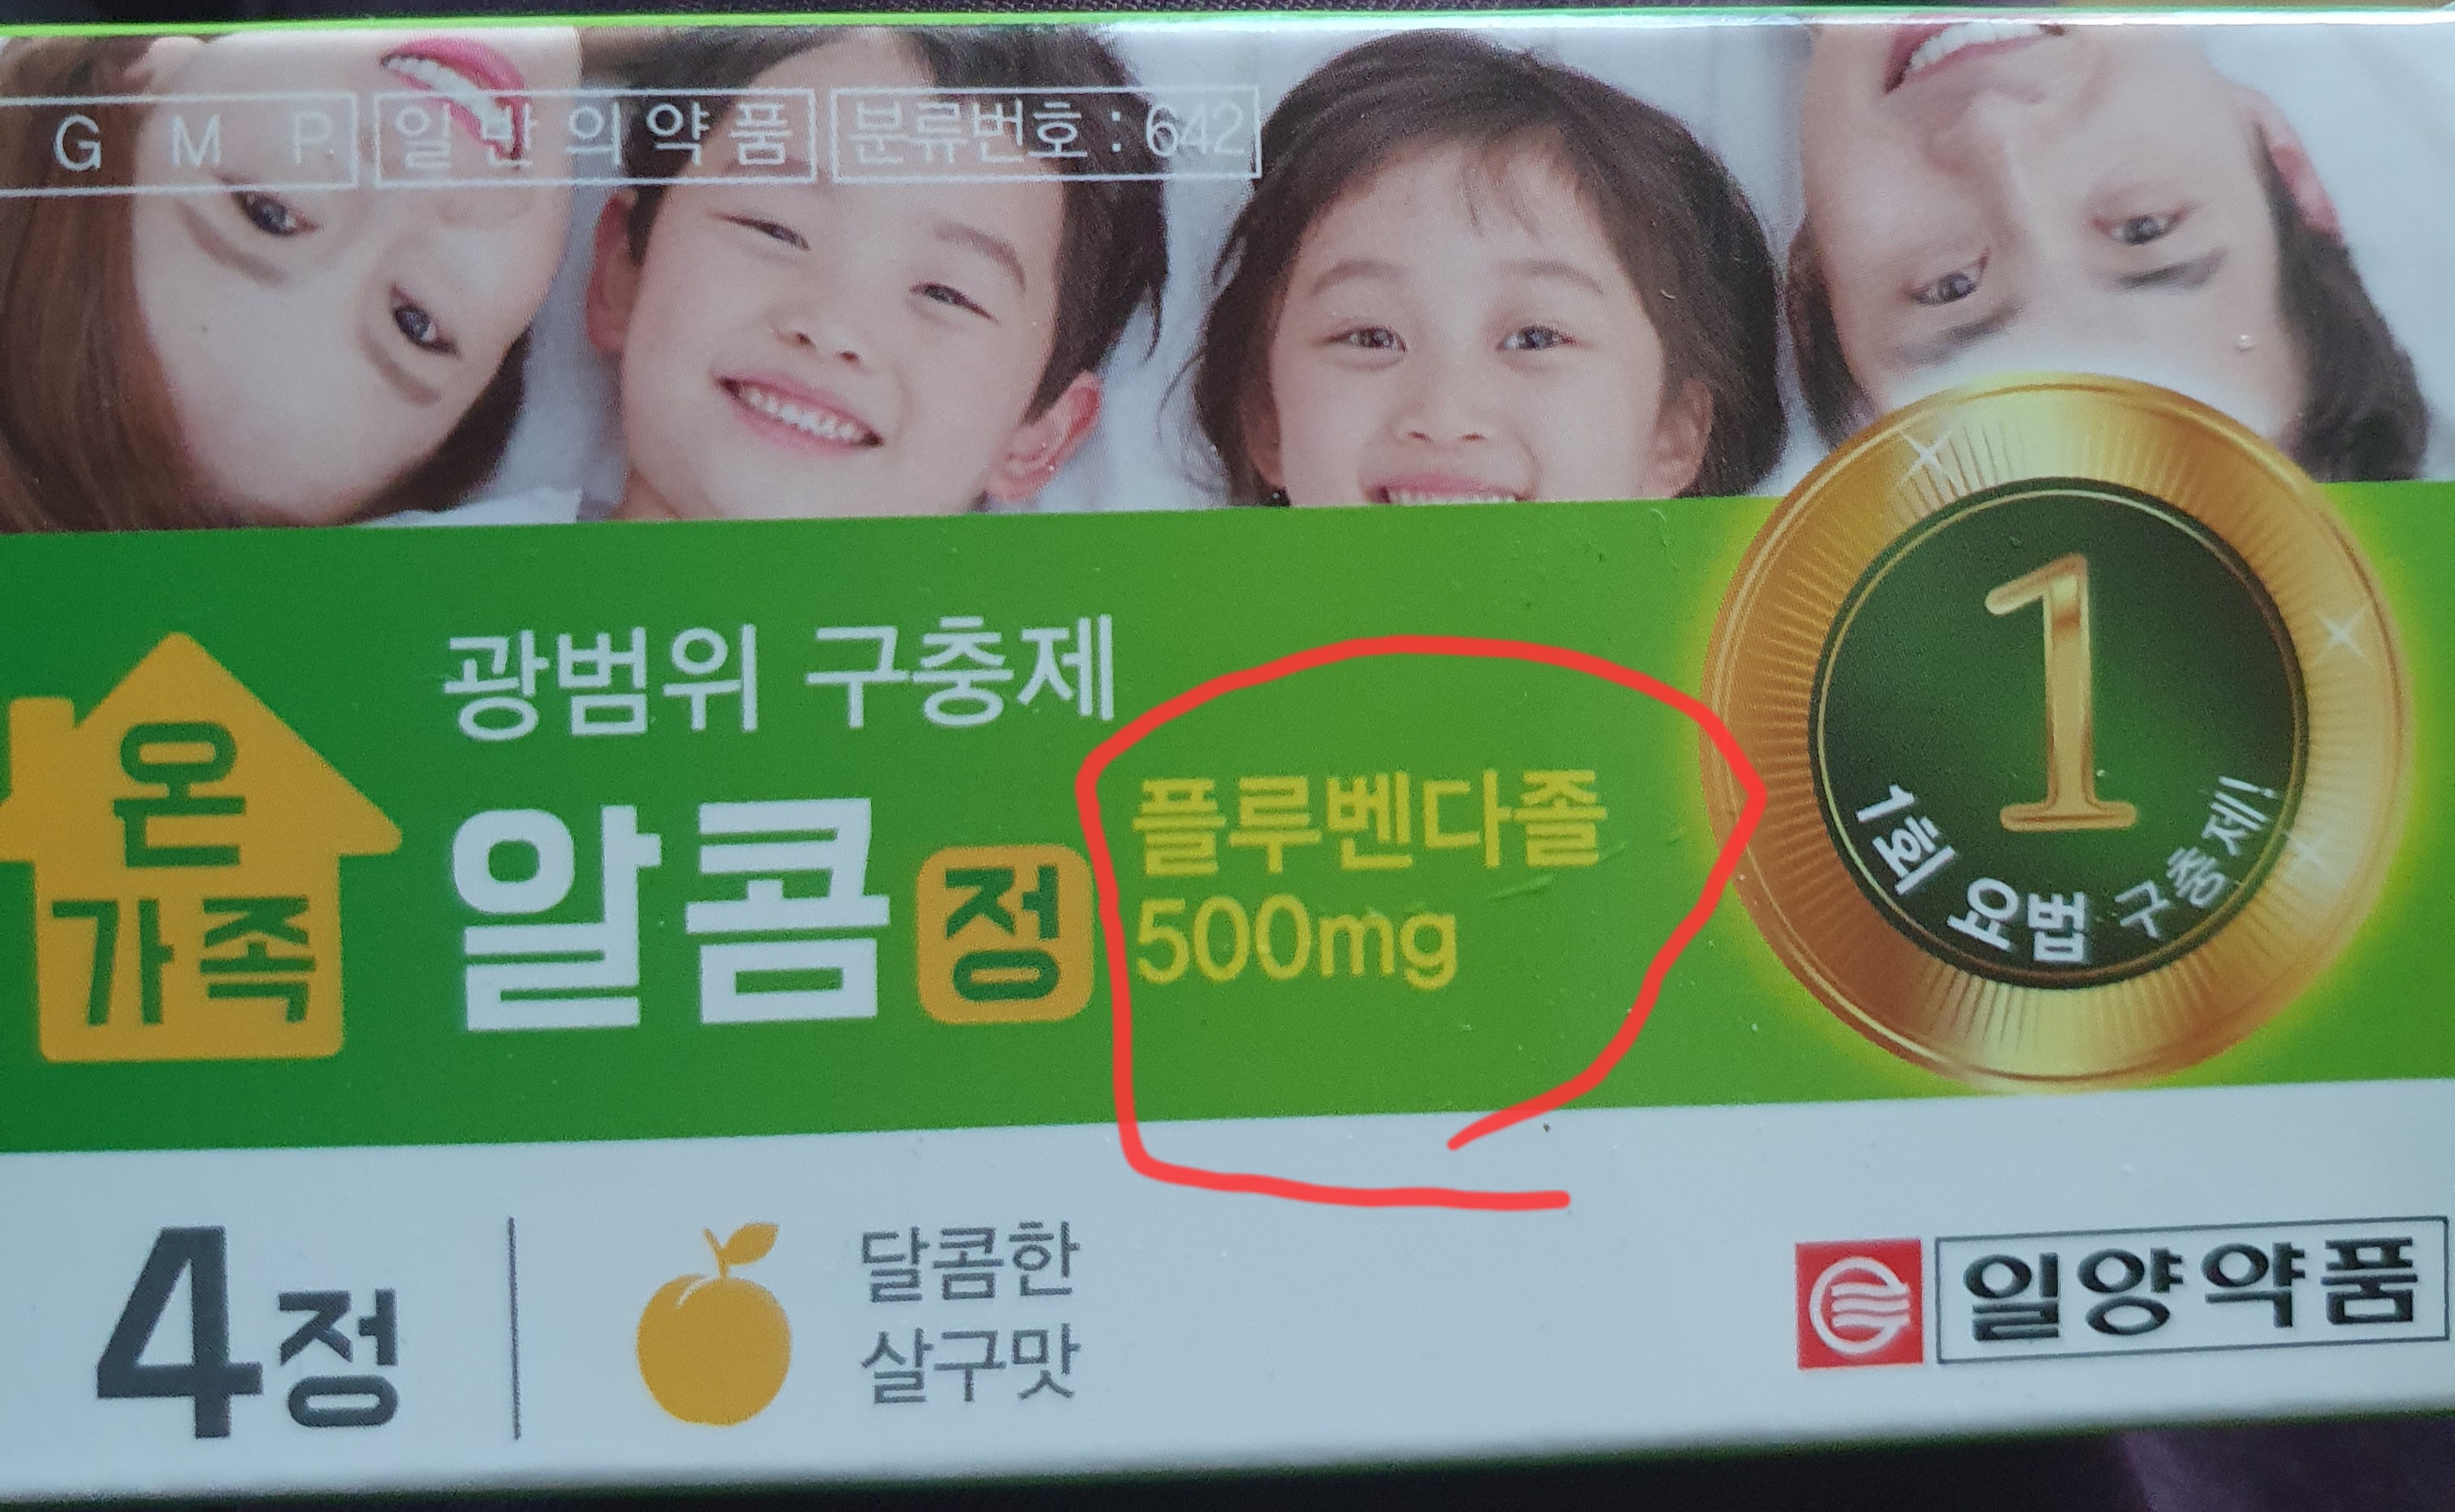 GMP 일반의약품 분류번호 : 642
광범위 구충제
온
가족
알콤정
플루벤다졸
500mg
1
1회 요법 구충제!
4정
달콤한
살구맛
일양약품